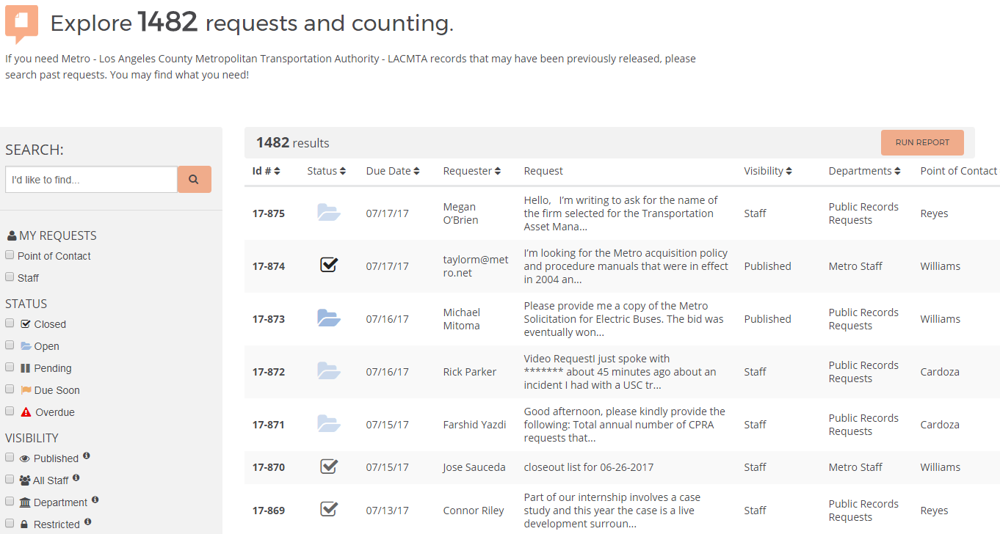 Explore 1482 requests and counting.
If you need Metro - Los Angeles County Metropolitan Transportation Authority - LACMTA records that may have been previously released, please
search past requests. You may find what you need!
SEARCH:
I'd like to find...
MY REQUESTS
Point of Contact
Staff
STATUS
Closed
Open
Pending
Due Soon
Overdue
VISIBILITY
Published
All Staff
Department
Restricted
1482 results
RUN REPORT
Id # Status Due Date Requester Request Visibility Departments Point of Contact
17-875
07/17/17
Megan
O'Brien
Hello,   I'm writing to ask for the name of
the firm selected for the Transportation
Asset Mana...
Staff
Public Records
Requests
Reyes
17-874
07/17/17
taylorm@met
ro.net
I'm looking for the Metro acquisition policy
and procedure manuals that were in effect
in 2004 an...
Published
Metro Staff
Williams
17-873
07/16/17
Michael
Mitoma
Please provide me a copy of the Metro
Solicitation for Electric Buses. The bid was
eventually won...
Published
Public Records
Requests
Williams
17-872
07/16/17
Rick Parker
Video RequestI just spoke with
******* about 45 minutes ago about an
incident I had with a USC tr...
Staff
Public Records
Requests
Cardoza
17-871
07/15/17
Farshid Yazdi
Good afternoon, please kindly provide the
following: Total annual number of CPRA
requests that...
Staff
Public Records
Requests
Cardoza
17-870
07/15/17
Jose Sauceda
closeout list for 06-26-2017
Staff
Metro Staff
Williams
17-869
07/13/17
Connor Riley
Part of our internship involves a case
study and this year the case is a live
development surroun...
Staff
Public Records
Requests
Reyes